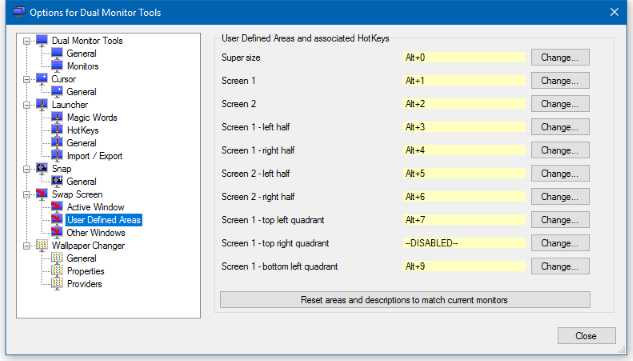 Options for Dual Monitor Tools
Dual Monitor Tools
General
Monitors
Cursor
General
Launcher
Magic Words
HotKeys
General
Import / Export
Snap
General
Swap Screen
Active Window
User Defined Areas
Other Windows
Wallpaper Changer
General
Properties
Providers
User Defined Areas and associated HotKeys
Super size Alt+0 Change...
Screen 1 Alt+1 Change...
Screen 2 Alt+2 Change...
Screen 1 - left half Alt+3 Change...
Screen 1 - right half Alt+4 Change...
Screen 2 - left half Alt+5 Change...
Screen 2 - right half Alt+6 Change...
Screen 1 - top left quadrant Alt+7 Change...
Screen 1 - top right quadrant --DISABLED-- Change...
Screen 1 - bottom left quadrant Alt+9 Change...
Reset areas and descriptions to match current monitors
Close